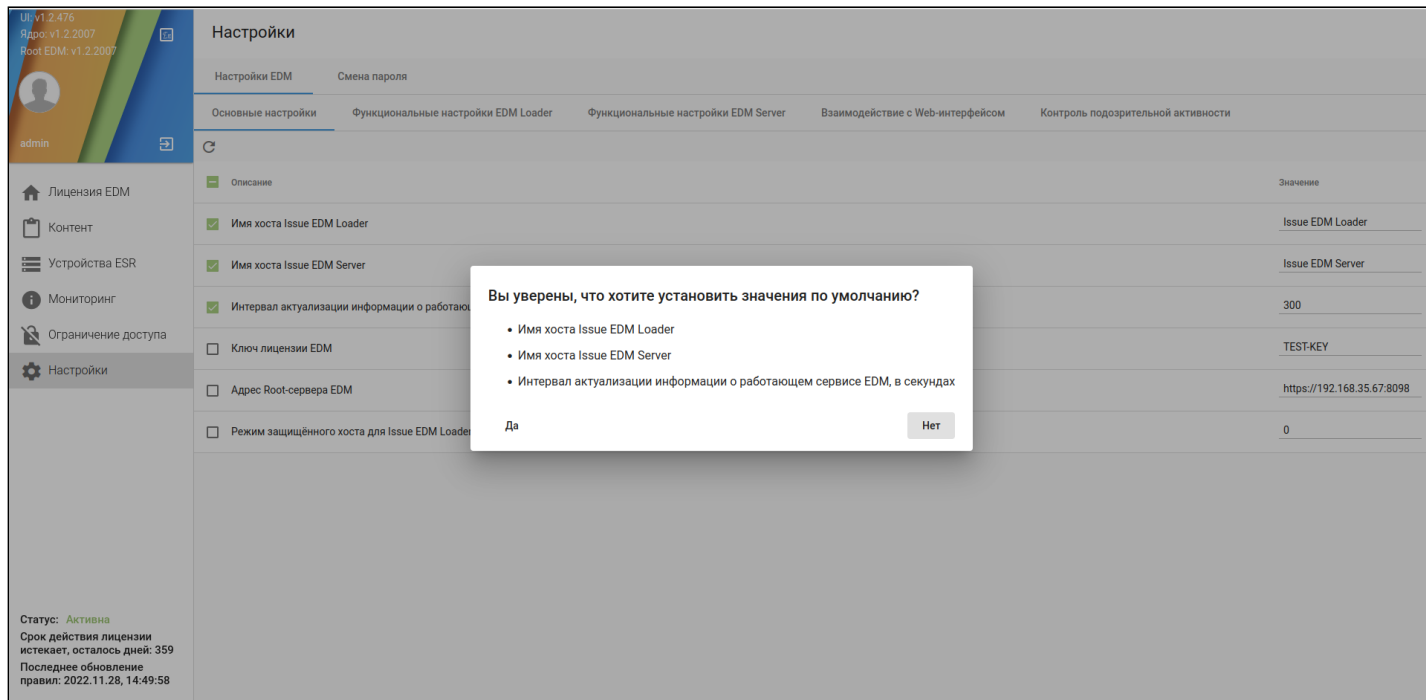 UI: v1.2.476
Ядро: v1.2.2007
Root EDM: v1.2.2007
admin
Лицензия EDM
Контент
Устройства ESR
Мониторинг
Ограничение доступа
Настройки
Статус: Активна
Срок действия лицензии
истекает, осталось дней: 359
Последнее обновление
правил: 2022.11.28, 14:49:58
Настройки
Настройки EDM Смена пароля
Основные настройки Функциональные настройки EDM Loader Функциональные настройки EDM Server Взаимодействие с Web-интерфейсом Контроль подозрительной активности
Описание Значение
Имя хоста Issue EDM Loader Issue EDM Loader
Имя хоста Issue EDM Server Issue EDM Server
Интервал актуализации информации о 300
Ключ лицензии EDM TEST-KEY
Адрес Root-сервера EDM https://192.168.35.67:8098
Режим защищённого хоста для Issue EDM 0
Вы уверены, что хотите установить значения по умолчанию?
• Имя хоста Issue EDM Loader
• Имя хоста Issue EDM Server
• Интервал актуализации информации о работающем сервисе EDM, в секундах
Да Нет